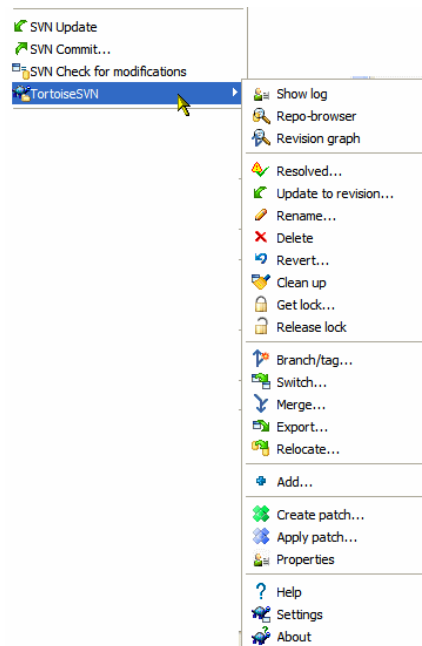 SVN Update
SVN Commit...
SVN Check for modifications
TortoiseSVN
Show log
Repo-browser
Revision graph
Resolved...
Update to revision...
Rename...
Delete
Revert...
Clean up
Get lock...
Release lock
Branch/tag...
Switch...
Merge...
Export...
Relocate...
Add...
Create patch...
Apply patch...
Properties
Help
Settings
About